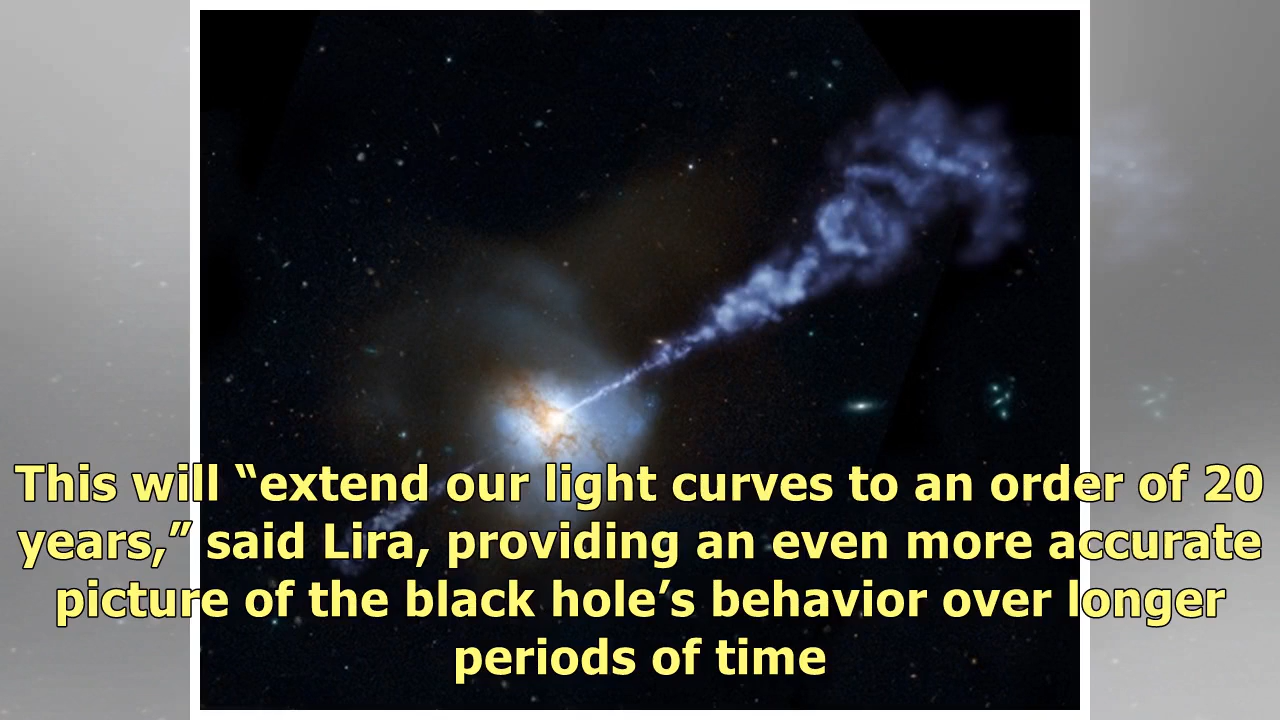 This will “extend our light curves to an order of 20
years,” said Lira, providing an even more accurate
picture of the black hole’s behavior over longer
periods of time